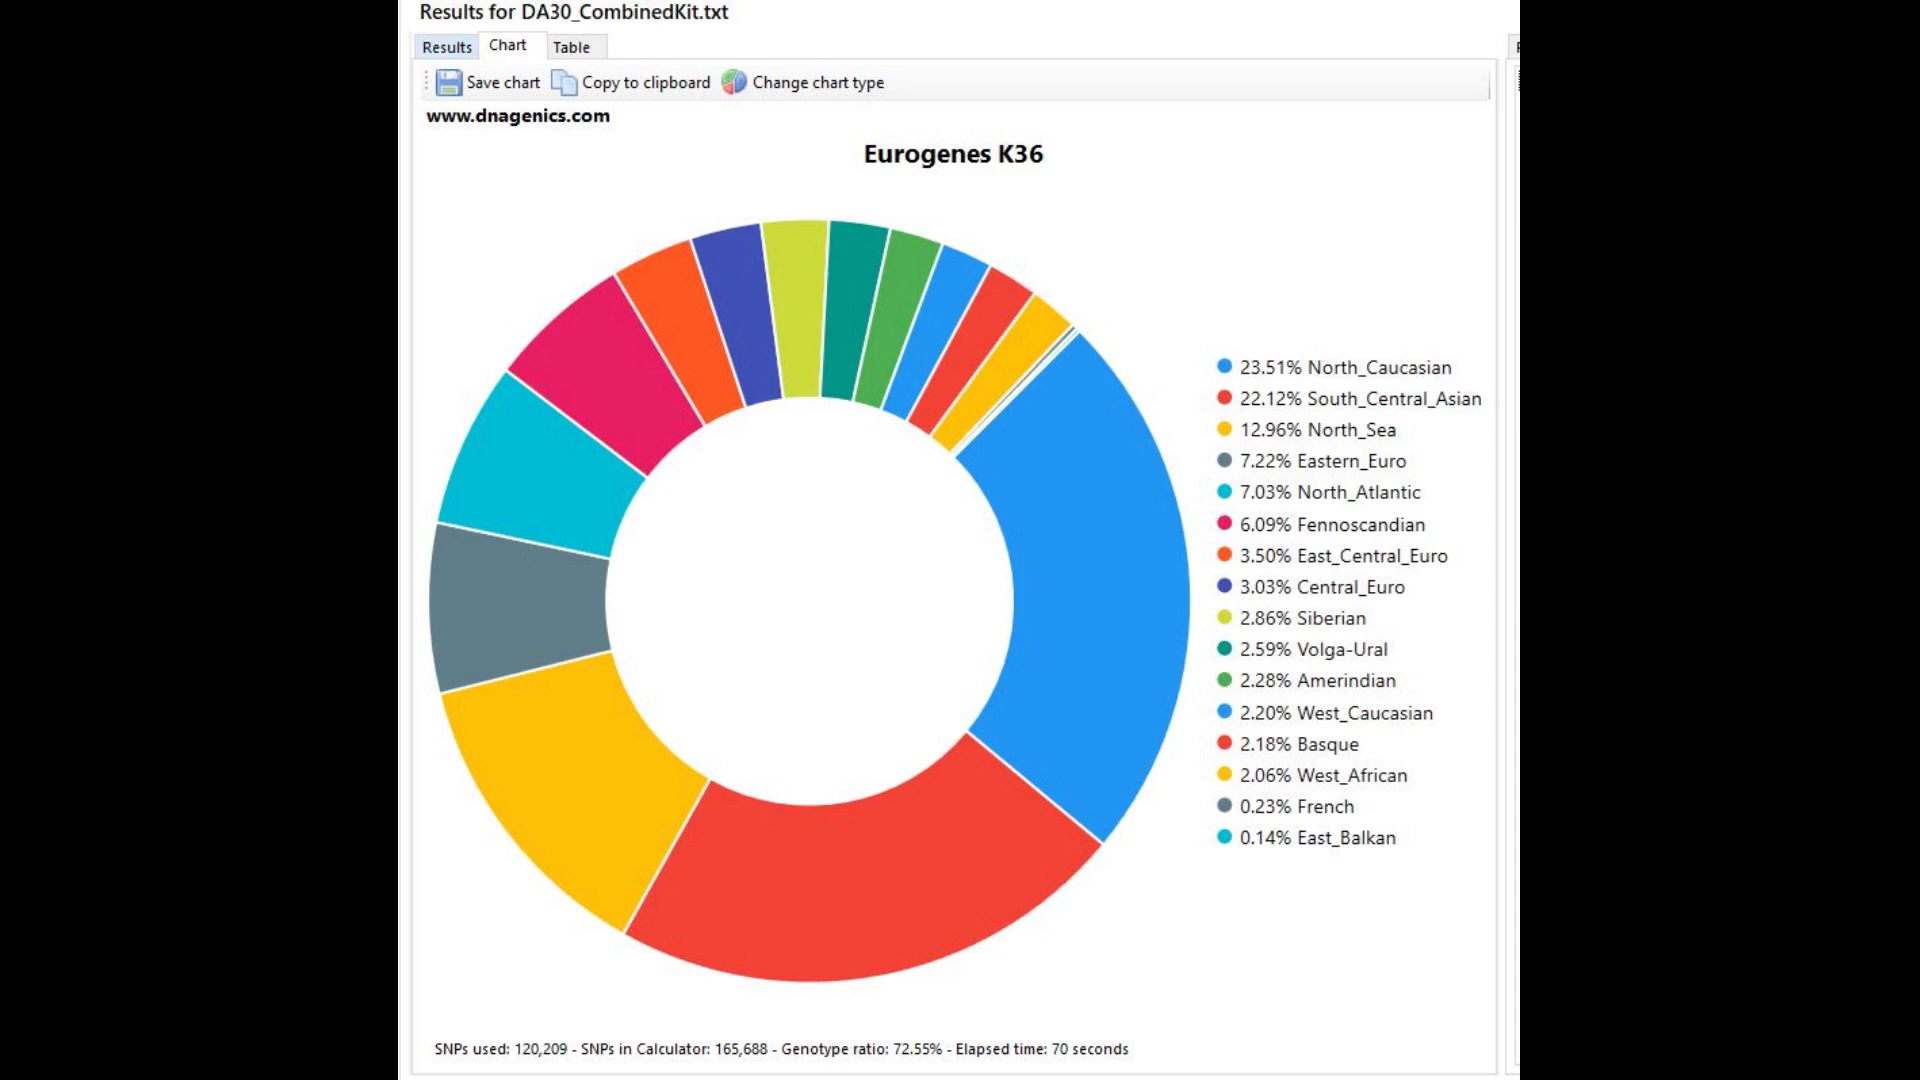 Results for DA30_CombinedKit.txt
Results Chart Table
Save chart Copy to clipboard Change chart type
www.dnagenics.com
Eurogenes K36
23.51% North_Caucasian
22.12% South_Central_Asian
12.96% North_Sea
7.22% Eastern_Euro
7.03% North_Atlantic
6.09% Fennoscandian
3.50% East_Central_Euro
3.03% Central_Euro
2.86% Siberian
2.59% Volga-Ural
2.28% Amerindian
2.20% West_Caucasian
2.18% Basque
2.06% West_African
0.23% French
0.14% East_Balkan
SNPs used: 120,209 - SNPs in Calculator: 165,688 - Genotype ratio: 72.55% - Elapsed time: 70 seconds